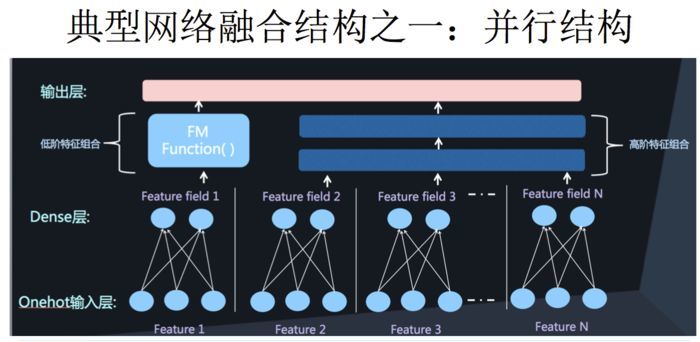 典型网络融合结构之一：并行结构
输出层:
低阶特征组合
FM
Function( )
高阶特征组合
Feature field 1
Feature field 2
Feature field 3
Feature field N
Dense层:
Onehot输入层:
Feature 1
Feature 2
Feature 3
Feature N